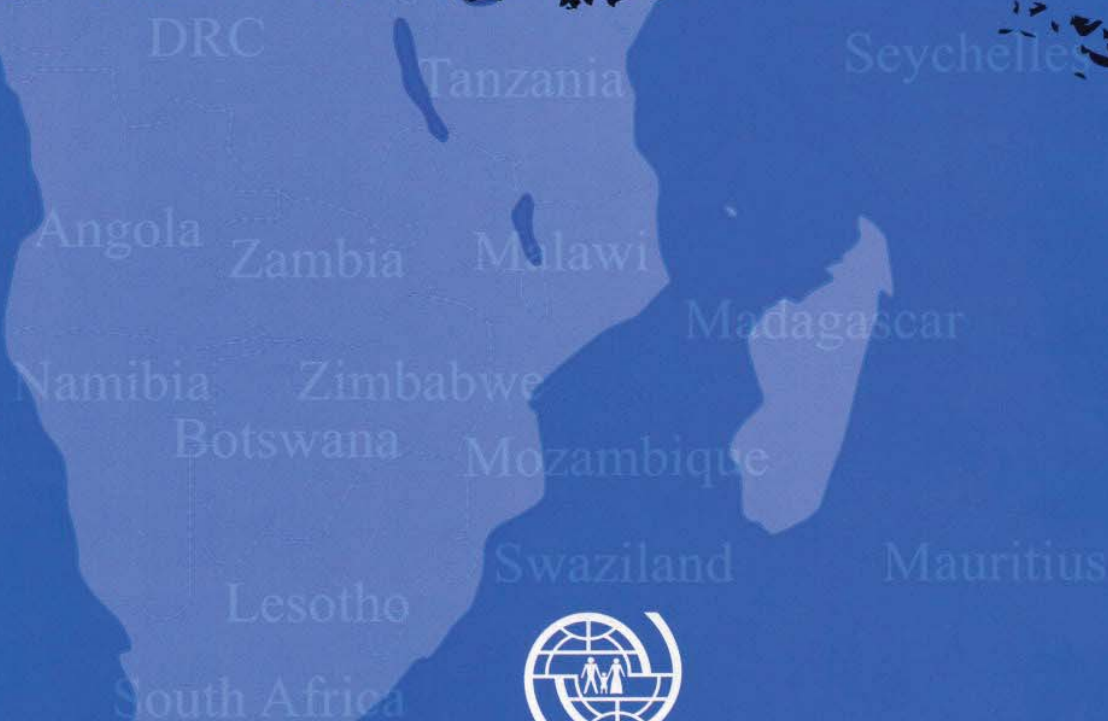 DRC
Seychelles
Tanzania
Angola
Zambia
Malawi
Madagascar
Namibia
Zimbabwe
Botswana
Mozambique
Swaziland
Mauritius
Lesotho
South Africa